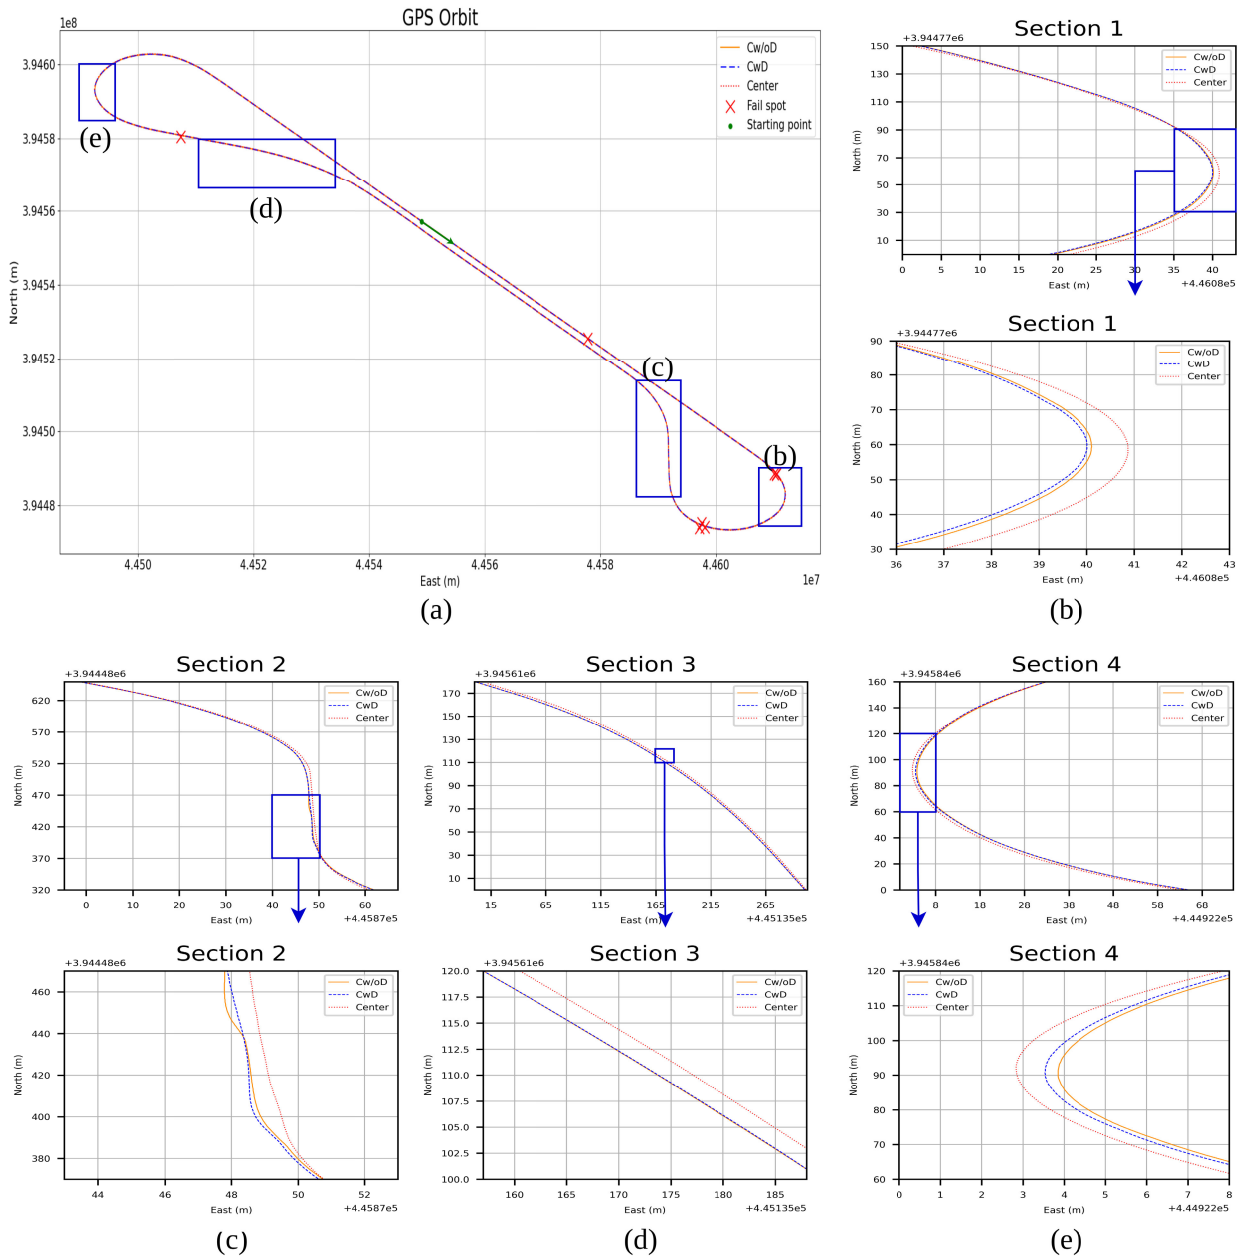 GPS Orbit
1e8
3.9460
3.9458
3.9456
3.9454
3.9452
3.9450
3.9448
North (m)
4.450
4.452
4.454
4.456
4.458
4.460
East (m)
1e7
Cw/oD
CwD
Center
Fail spot
Starting point
(e)
(d)
(c)
(b)
(a)
Section 1
+3.94477e6
150
130
110
90
70
50
30
10
North (m)
0
5
10
15
20
25
30
35
40
East (m)
+4.4608e5
Cw/oD
CwD
Center
Section 1
+3.94477e6
90
80
70
60
50
40
30
North (m)
36
37
38
39
40
41
42
43
East (m)
+4.4608e5
Cw/oD
CwD
Center
(b)
Section 2
+3.94448e6
620
570
520
470
420
370
320
North (m)
0
10
20
30
40
50
60
East (m)
+4.4587e5
Cw/oD
CwD
Center
Section 3
+3.94561e6
170
150
130
110
90
70
50
30
10
North (m)
15
65
115
165
215
265
East (m)
+4.45135e5
Cw/oD
CwD
Center
Section 4
+3.94584e6
160
140
120
100
80
60
40
20
0
North (m)
8
18
28
38
48
58
66
East (m)
+4.44922e5
Cw/oD
CwD
Center
Section 2
+3.94448e6
460
440
420
400
380
North (m)
44
46
48
50
52
East (m)
+4.4587e5
Cw/oD
CwD
Center
(c)
Section 3
+3.94561e6
120.0
117.5
115.0
112.5
110.0
107.5
105.0
102.5
100.0
North (m)
160
165
170
175
180
185
East (m)
+4.45135e5
Cw/oD
CwD
Center
(d)
Section 4
+3.94584e6
120
110
100
90
80
70
60
North (m)
0
1
2
3
4
5
6
7
8
East (m)
+4.44922e5
Cw/oD
CwD
Center
(e)